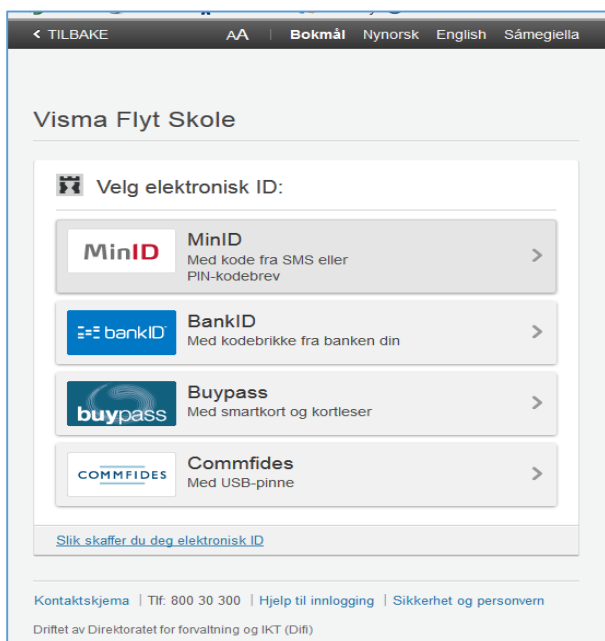 < TILBAKE AA | Bokmål Nynorsk English Sámegiella
Visma Flyt Skole
Velg elektronisk ID:
MinID
MinID
Med kode fra SMS eller
PIN-kodebrev
bankID
BankID
Med kodebrikke fra banken din
buypass
Buypass
Med smartkort og kortleser
COMMFIDES
Commfides
Med USB-pinne
Slik skaffer du deg elektronisk ID
Kontaktskjema | Tlf: 800 30 300 | Hjelp til innlogging | Sikkerhet og personvern
Driftet av Direktoratet for forvaltning og IKT (Difi)